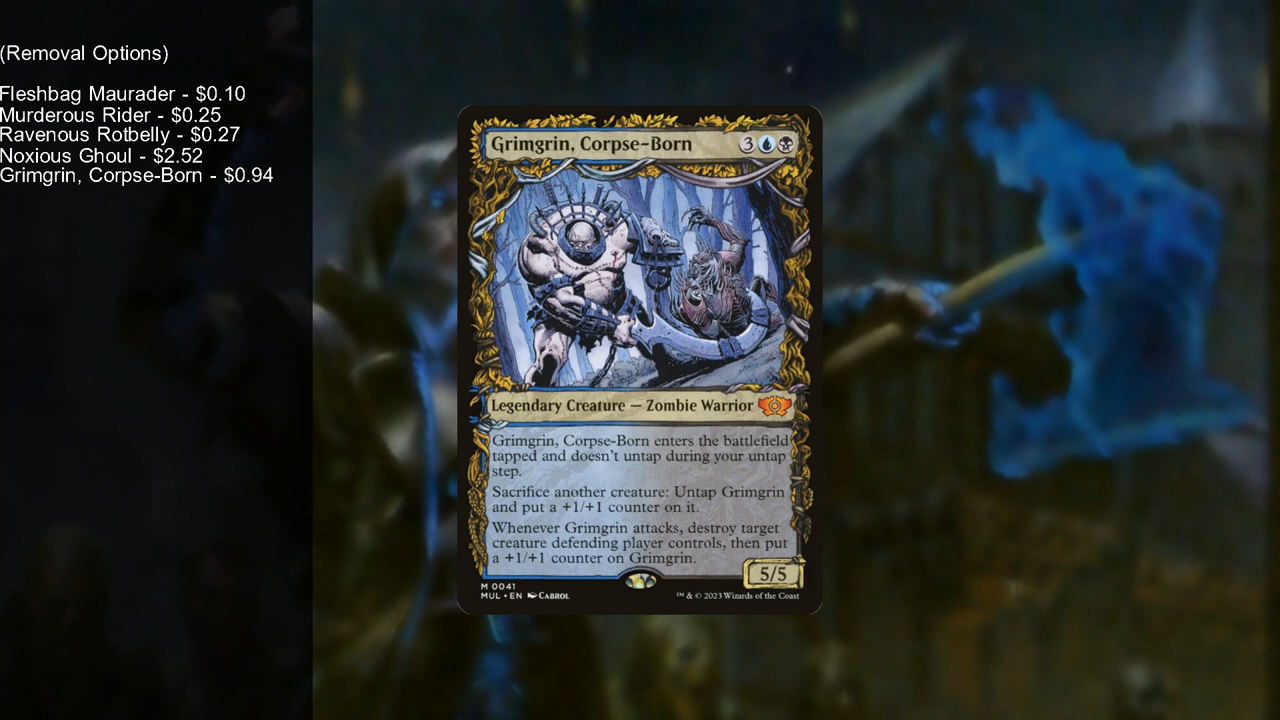 (Removal Options)
Fleshbag Maurader - $0.10
Murderous Rider - $0.25
Ravenous Rotbelly - $0.27
Noxious Ghoul - $2.52
Grimgrin, Corpse-Born - $0.94
Grimgrin, Corpse-Born 3
Legendary Creature — Zombie Warrior
Grimgrin, Corpse-Born enters the battlefield
tapped and doesn't untap during your untap
step.
Sacrifice another creature: Untap Grimgrin
and put a +1/+1 counter on it.
Whenever Grimgrin attacks, destroy target
creature defending player controls, then put
a +1/+1 counter on Grimgrin.
5/5
M 0041
MUL • EN CABROL
™ & © 2023 Wizards of the Coast